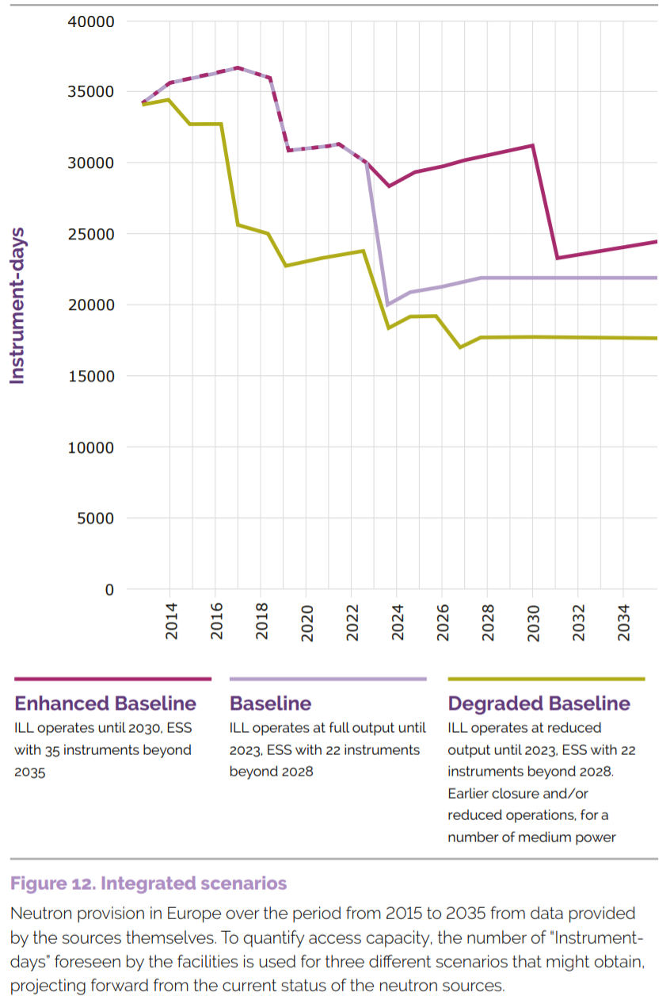 40000
35000
30000
25000
20000
15000
10000
5000
0
Instrument-days
2014
2016
2018
2020
2022
2024
2026
2028
2030
2032
2034
Enhanced Baseline
ILL operates until 2030, ESS
with 35 instruments beyond
2035
Baseline
ILL operates at full output until
2023, ESS with 22 instruments
beyond 2028
Degraded Baseline
ILL operates at reduced
output until 2023, ESS with 22
instruments beyond 2028.
Earlier closure and/or
reduced operations, for a
number of medium power
Figure 12. Integrated scenarios
Neutron provision in Europe over the period from 2015 to 2035 from data provided
by the sources themselves. To quantify access capacity, the number of "Instrument-
days" foreseen by the facilities is used for three different scenarios that might obtain,
projecting forward from the current status of the neutron sources.